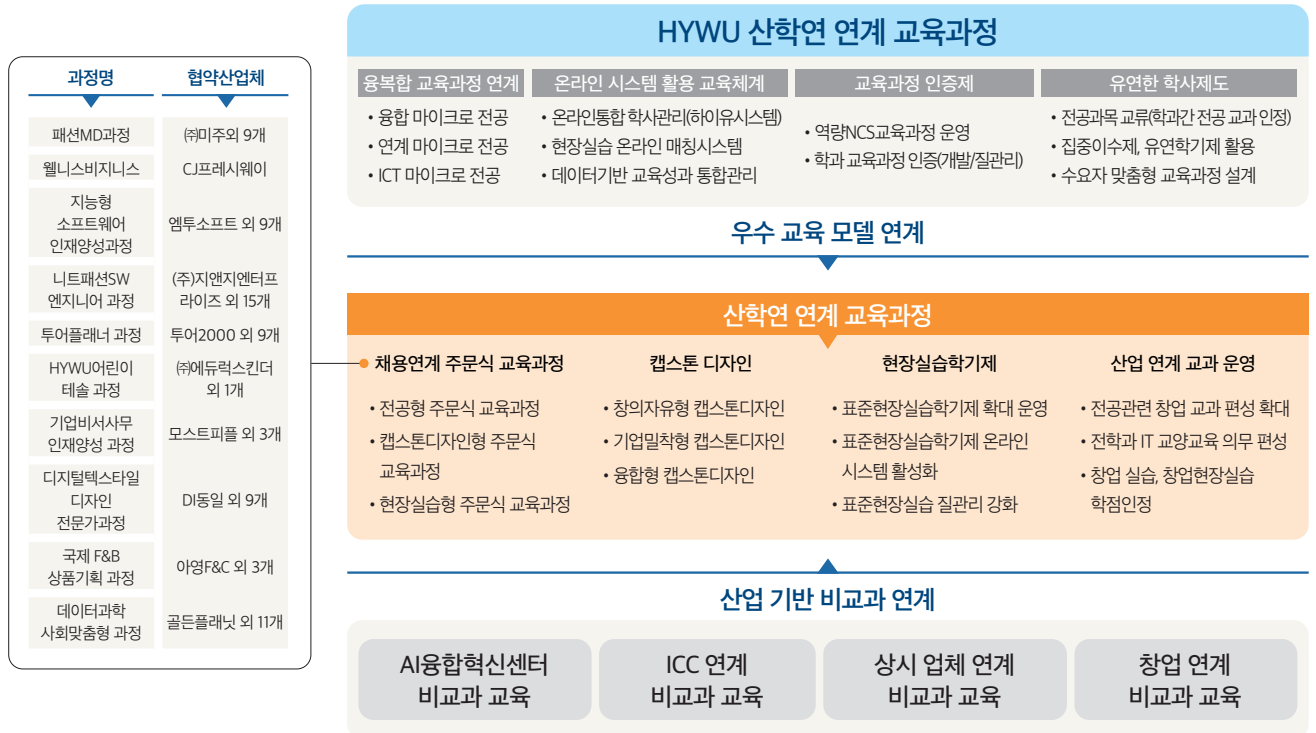 HYWU 산학연 연계 교육과정
융복합 교육과정 연계
• 융합 마이크로 전공
• 연계 마이크로 전공
• ICT 마이크로 전공
온라인 시스템 활용 교육체계
• 온라인통합 학사관리(하이유시스템)
• 현장실습 온라인 매칭시스템
• 데이터기반 교육성과 통합관리
교육과정 인증제
• 역량NCS교육과정 운영
• 학과 교육과정 인증(개발/질관리)
유연한 학사제도
• 전공과목 교류(학과간 전공 교과 인정)
• 집중이수제, 유연학기제 활용
• 수요자 맞춤형 교육과정 설계
우수 교육 모델 연계
산학연 연계 교육과정
채용연계 주문식 교육과정
• 전공형 주문식 교육과정
• 캡스톤디자인형 주문식
교육과정
• 현장실습형 주문식 교육과정
캡스톤 디자인
• 창의자유형 캡스톤디자인
• 기업밀착형 캡스톤디자인
• 융합형 캡스톤디자인
현장실습학기제
• 표준현장실습학기제 확대 운영
• 표준현장실습학기제 온라인
시스템 활성화
• 표준현장실습 질관리 강화
산업 연계 교과 운영
• 전공관련 창업 교과 편성 확대
• 전학과 IT 교양교육 의무 편성
• 창업 실습, 창업현장실습
학점인정
산업 기반 비교과 연계
AI융합혁신센터
비교과 교육
ICC 연계
비교과 교육
상시 업체 연계
비교과 교육
창업 연계
비교과 교육
과정명
협약산업체
패션MD과정
㈜미주외 9개
웰니스비지니스
CJ프레시웨이
지능형
소프트웨어
인재양성과정
엠투소프트 외 9개
니트패션SW
엔지니어 과정
(주)지앤지엔터프
라이즈 외 15개
투어플래너 과정
투어2000 외 9개
HYWU어린이
테솔 과정
㈜에듀럭스킨더
외 1개
기업비서사무
인재양성 과정
모스트피플 외 3개
디지털텍스타일
디자인
전문가과정
DI동일 외 9개
국제 F&B
상품기획 과정
아영F&C 외 3개
데이터과학
사회맞춤형 과정
골든플래닛 외 11개